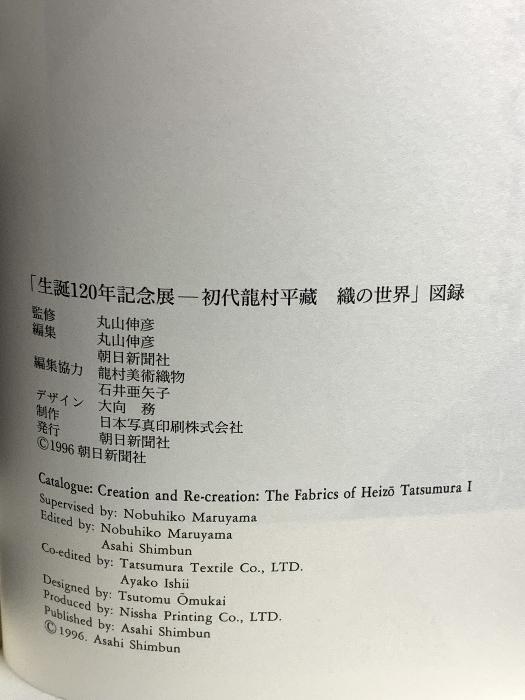 「生誕120年記念展―初代龍村平藏　織の世界」図録
監修　丸山伸彦
編集　丸山伸彦
朝日新聞社
編集協力　龍村美術織物
石井亜矢子
デザイン　大向　務
制作　日本写真印刷株式会社
発行　朝日新聞社
©1996 朝日新聞社
Catalogue: Creation and Re-creation: The Fabrics of Heizō Tatsumura I
Supervised by: Nobuhiko Maruyama
Edited by: Nobuhiko Maruyama
Asahi Shimbun
Co-edited by: Tatsumura Textile Co., LTD.
Ayako Ishii
Designed by: Tsutomu Ōmukai
Produced by: Nissha Printing Co., LTD.
Published by: Asahi Shimbun
©1996. Asahi Shimbun